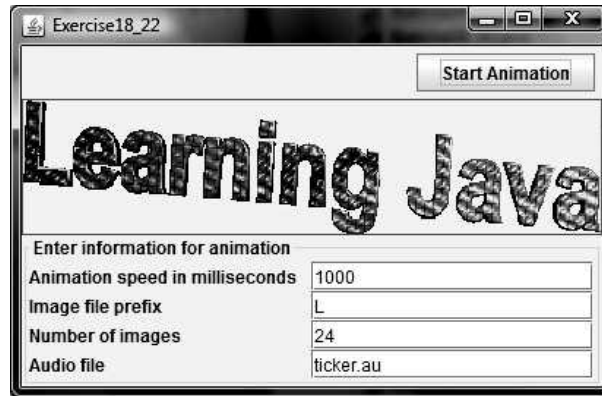 Exercise18_22
Start Animation
Learning Java
Enter information for animation
Animation speed in milliseconds 1000
Image file prefix L
Number of images 24
Audio file ticker.au